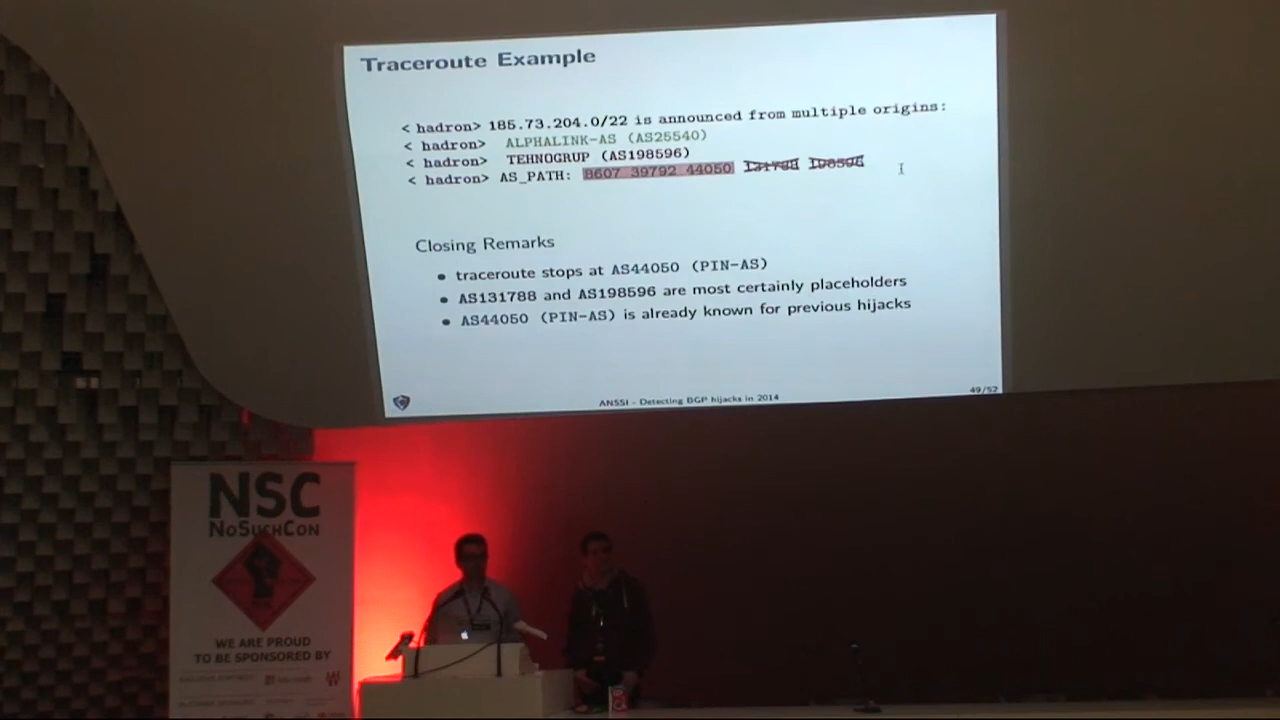 Traceroute Example
< hadron> 185.73.204.0/22 is announced from multiple origins:
< hadron> ALPHALINK-AS (AS25540)
< hadron> TEHNOGRUP (AS198596)
< hadron> AS_PATH: 8607 39792 44050 131788 198596
Closing Remarks
• traceroute stops at AS44050 (PIN-AS)
• AS131788 and AS198596 are most certainly placeholders
• AS44050 (PIN-AS) is already known for previous hijacks
ANSSI - Detecting BGP hijacks in 2014
49/52
NSC
NoSuchCon
WE ARE PROUD
TO BE SPONSORED BY
Microsoft